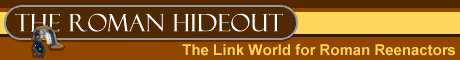 THE ROMAN HIDEOUT
The Link World for Roman Reenactors